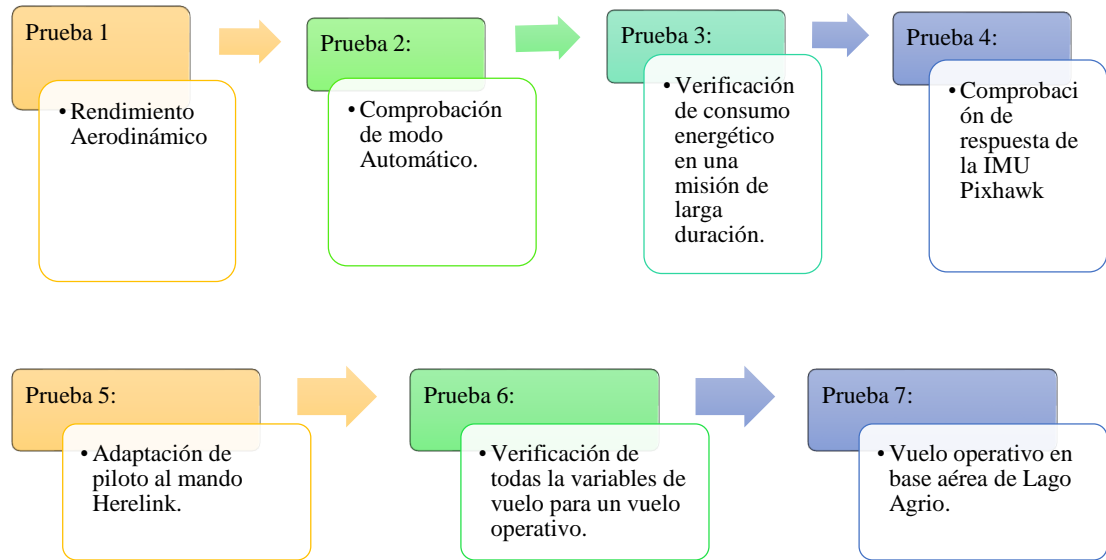 Prueba 1
• Rendimiento
Aerodinámico
Prueba 2:
• Comprobación
de modo
Automático.
Prueba 3:
• Verificación
de consumo
energético
en una
misión de
larga
duración.
Prueba 4:
• Comprobaci
ón de
respuesta de
la IMU
Pixhawk
Prueba 5:
• Adaptación de
piloto al mando
Herelink.
Prueba 6:
• Verificación de
todas la variables de
vuelo para un vuelo
operativo.
Prueba 7:
• Vuelo operativo en
base aérea de Lago
Agrio.